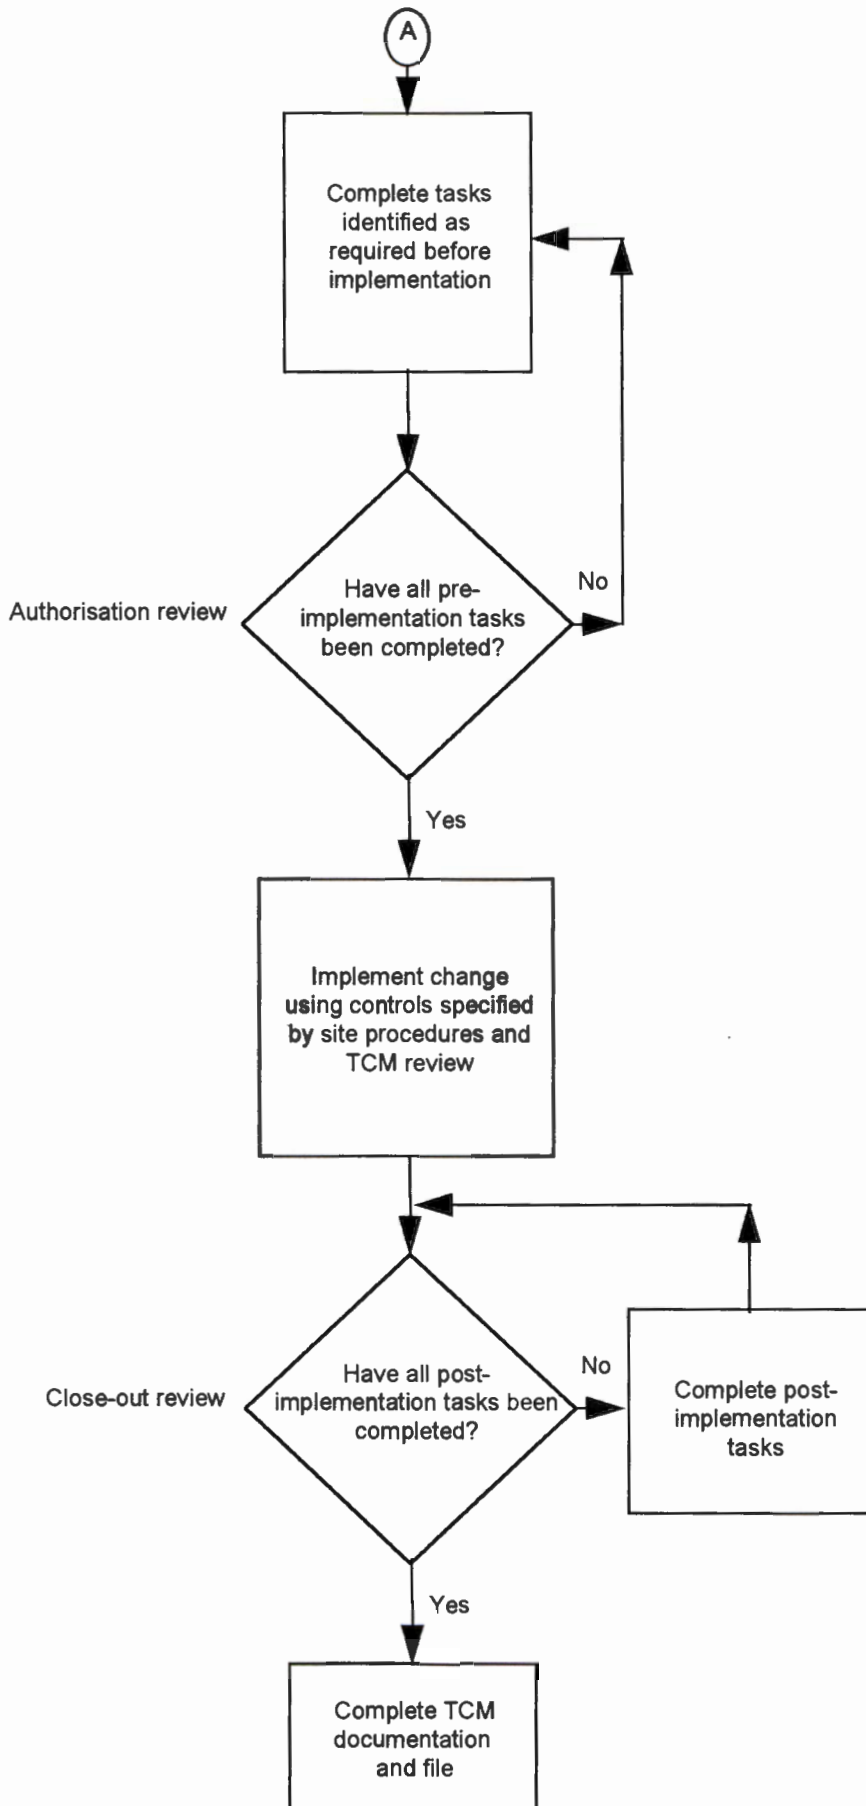 A
Complete tasks
identified as
required before
implementation
No
Have all pre-
implementation tasks
been completed?
Authorisation review
Yes
Implement change
using controls specified
by site procedures and
TCM review
Close-out review
Have all post-
implementation tasks been
completed?
No
Complete post-
implementation
tasks
Yes
Complete TCM
documentation
and file